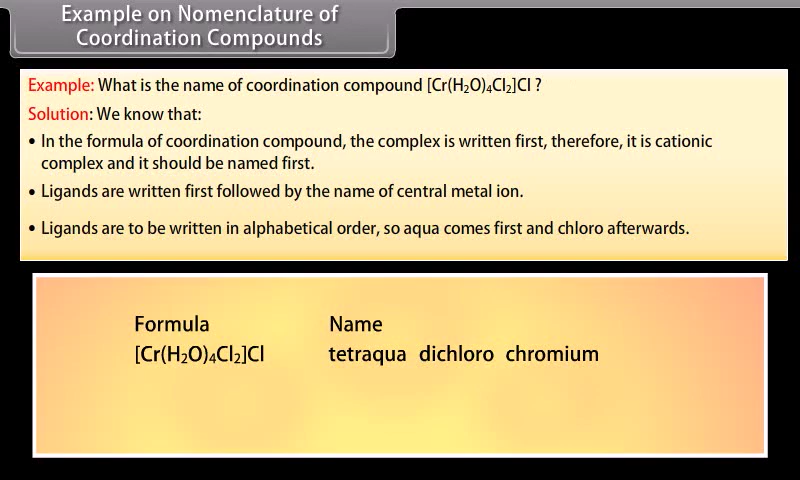 Example on Nomenclature of
Coordination Compounds
Example: What is the name of coordination compound [Cr(H₂O)₄Cl₂]Cl ?
Solution: We know that:
• In the formula of coordination compound, the complex is written first, therefore, it is cationic
complex and it should be named first.
• Ligands are written first followed by the name of central metal ion.
• Ligands are to be written in alphabetical order, so aqua comes first and chloro afterwards.
Formula Name
[Cr(H₂O)₄Cl₂]Cl tetraqua dichloro chromium